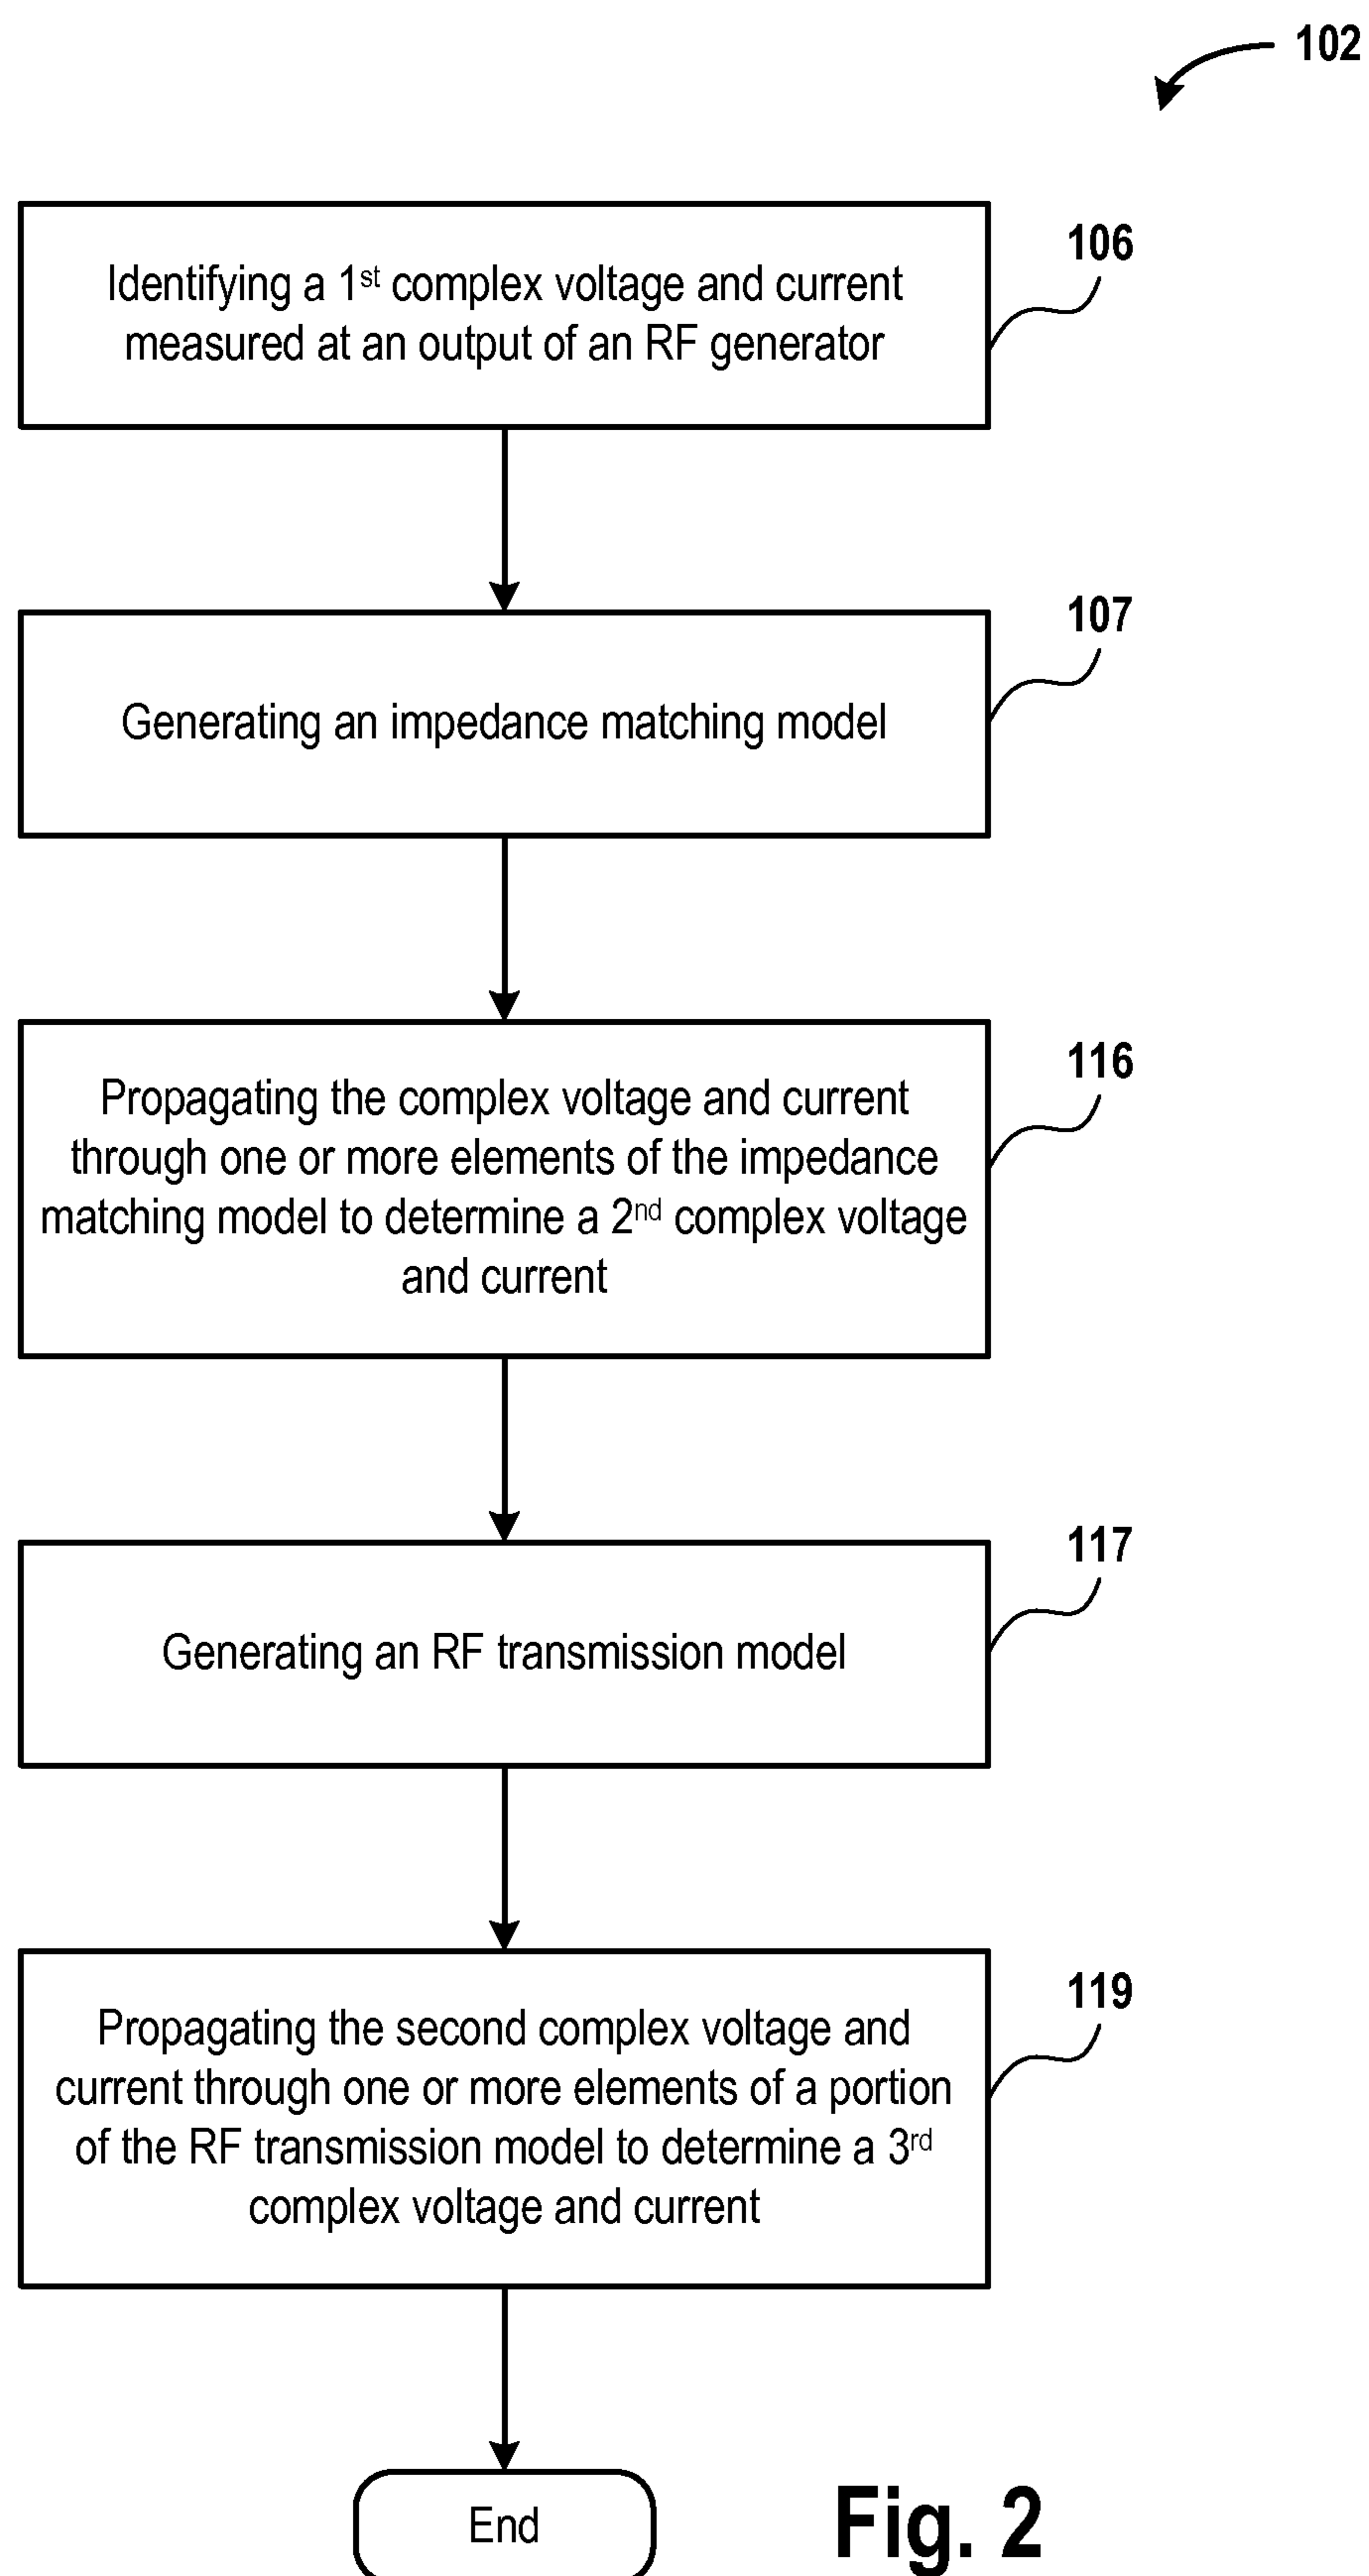 102
Identifying a 1st complex voltage and current
measured at an output of an RF generator
106
Generating an impedance matching model
107
Propagating the complex voltage and current
through one or more elements of the impedance
matching model to determine a 2nd complex voltage
and current
116
Generating an RF transmission model
117
Propagating the second complex voltage and
current through one or more elements of a portion
of the RF transmission model to determine a 3rd
complex voltage and current
119
End
Fig. 2